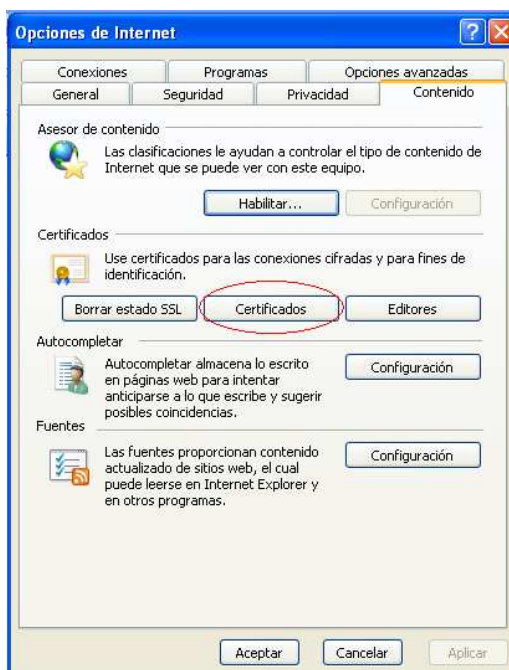 Opciones de Internet
?
Conexiones
Programas
Opciones avanzadas
General
Seguridad
Privacidad
Contenido
Asesor de contenido
Las clasificaciones le ayudan a controlar el tipo de contenido de
Internet que se puede ver con este equipo.
Habilitar...
Configuración
Certificados
Use certificados para las conexiones cifradas y para fines de
identificación.
Borrar estado SSL
Certificados
Editores
Autocompletar
Autocompletar almacena lo escrito
en páginas web para intentar
anticiparse a lo que escribe y sugerir
posibles coincidencias.
Configuración
Fuentes
Las fuentes proporcionan contenido
actualizado de sitios web, el cual
puede leerse en Internet Explorer y
en otros programas.
Configuración
Aceptar
Cancelar
Aplicar